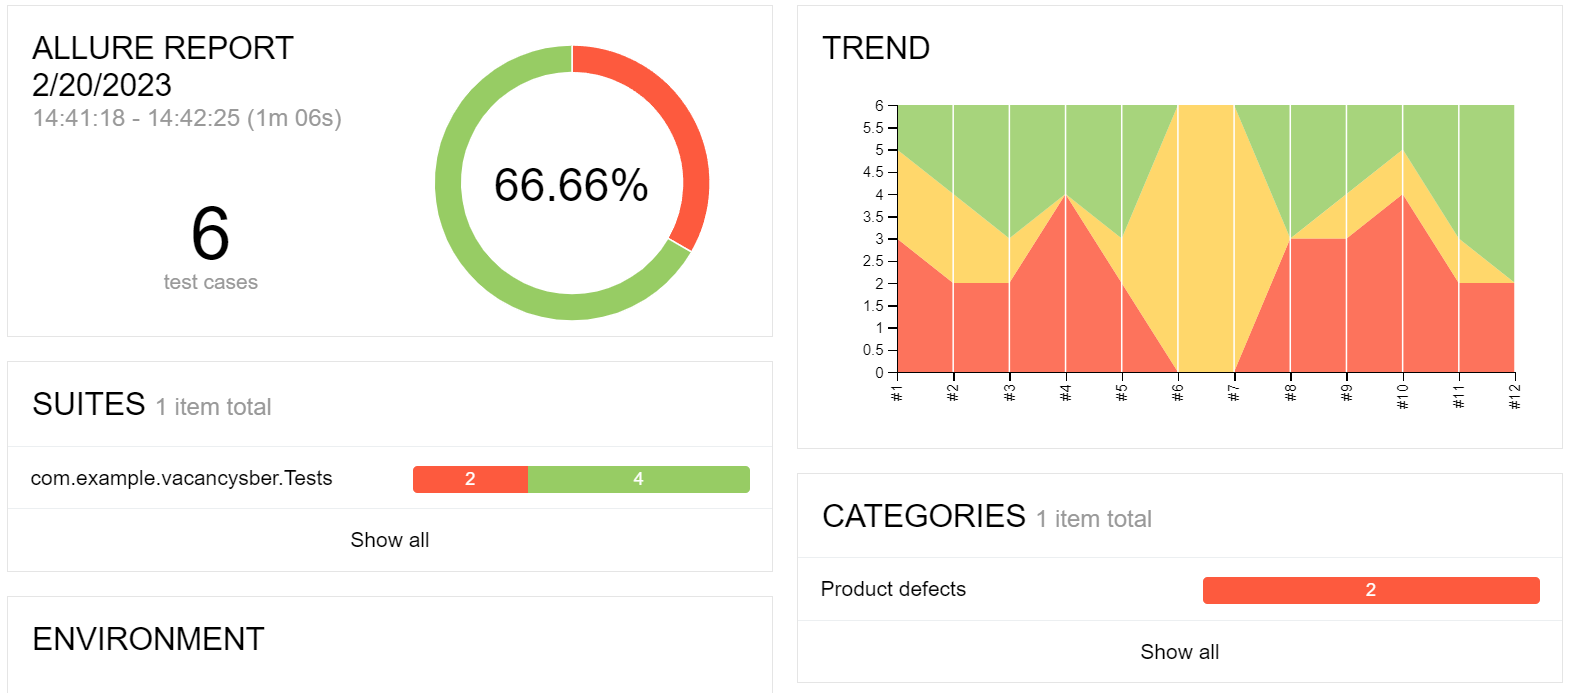 ALLURE REPORT
2/20/2023
14:41:18 - 14:42:25 (1m 06s)
6
test cases
66.66%
SUITES 1 item total
com.example.vacancysber.Tests 2 4
Show all
ENVIRONMENT
TREND
6
5.5
5
4.5
4
3.5
3
2.5
2
1.5
1
0.5
0
#1 #2 #3 #4 #5 #6 #7 #8 #9 #10 #11 #12
CATEGORIES 1 item total
Product defects 2
Show all